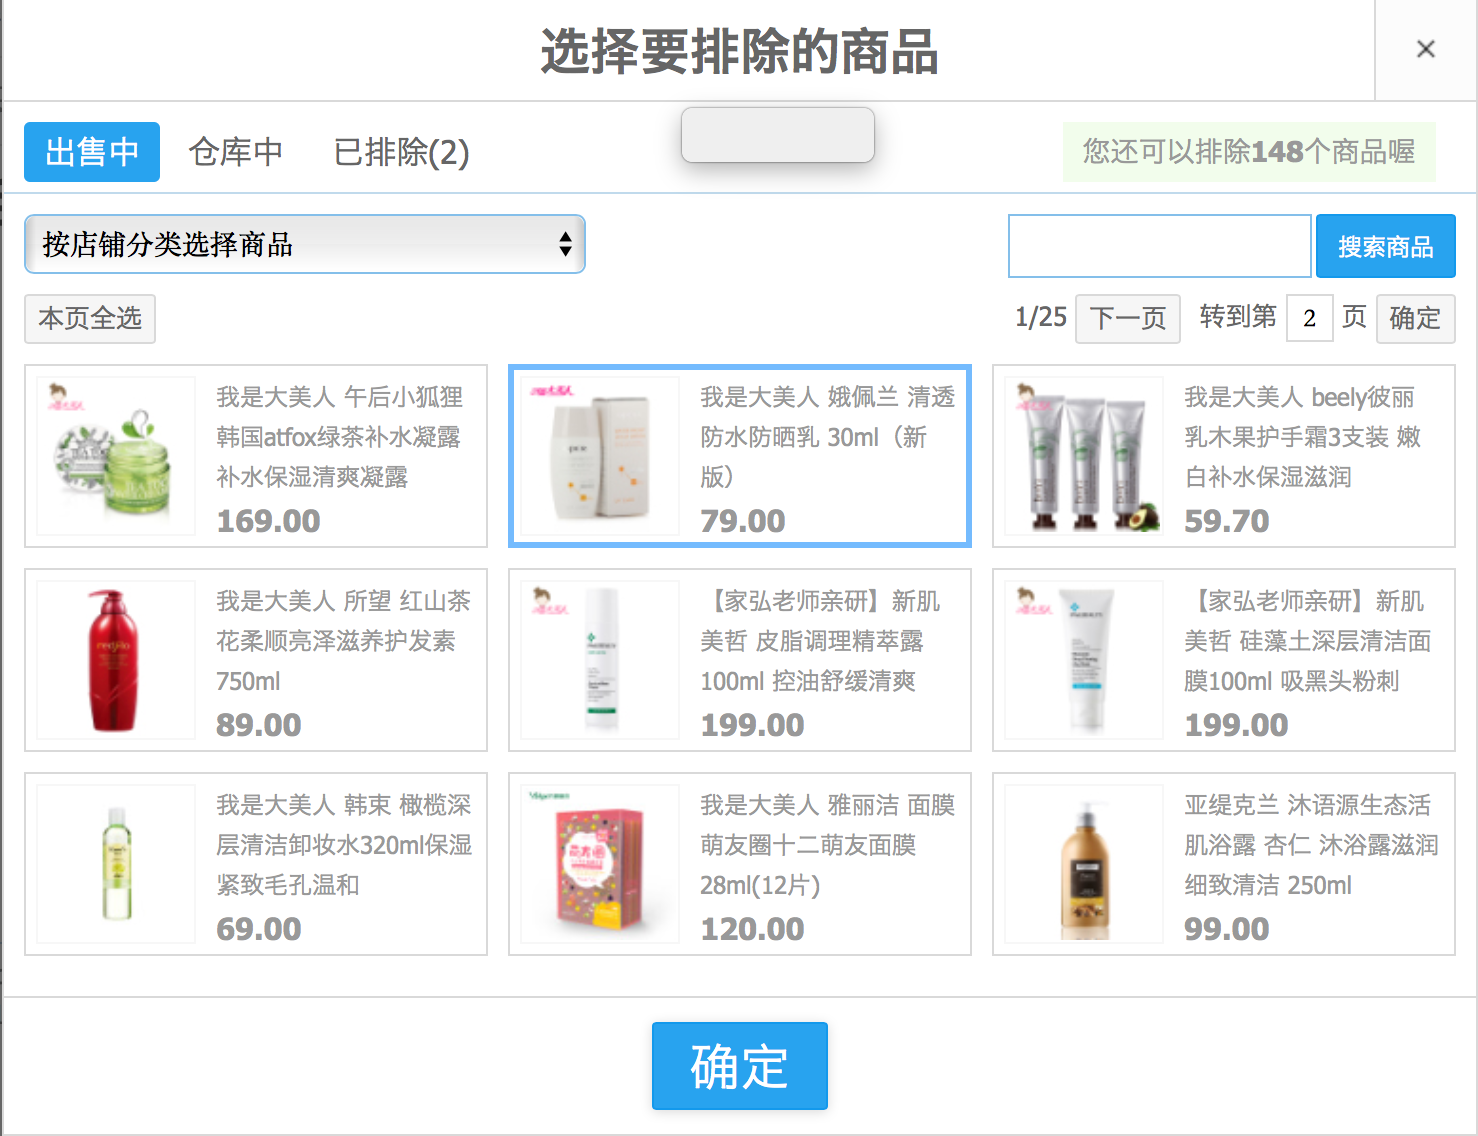 选择要排除的商品
×
出售中 仓库中 已排除(2)
您还可以排除148个商品喔
按店铺分类选择商品
搜索商品
本页全选
1/25 下一页 转到第 2 页 确定
我是大美人 午后小狐狸
韩国atfox绿茶补水凝露
补水保湿清爽凝露
169.00
我是大美人 娥佩兰 清透
防水防晒乳 30ml（新
版）
79.00
我是大美人 beely彼丽
乳木果护手霜3支装 嫩
白补水保湿滋润
59.70
我是大美人 所望 红山茶
花柔顺亮泽滋养护发素
750ml
89.00
【家弘老师亲研】新肌
美哲 皮脂调理精萃露
100ml 控油舒缓清爽
199.00
【家弘老师亲研】新肌
美哲 硅藻土深层清洁面
膜100ml 吸黑头粉刺
199.00
我是大美人 韩束 橄榄深
层清洁卸妆水320ml保湿
紧致毛孔温和
69.00
我是大美人 雅丽洁 面膜
萌友圈十二萌友面膜
28ml(12片)
120.00
亚缇克兰 沐语源生态活
肌浴露 杏仁 沐浴露滋润
细致清洁 250ml
99.00
确定